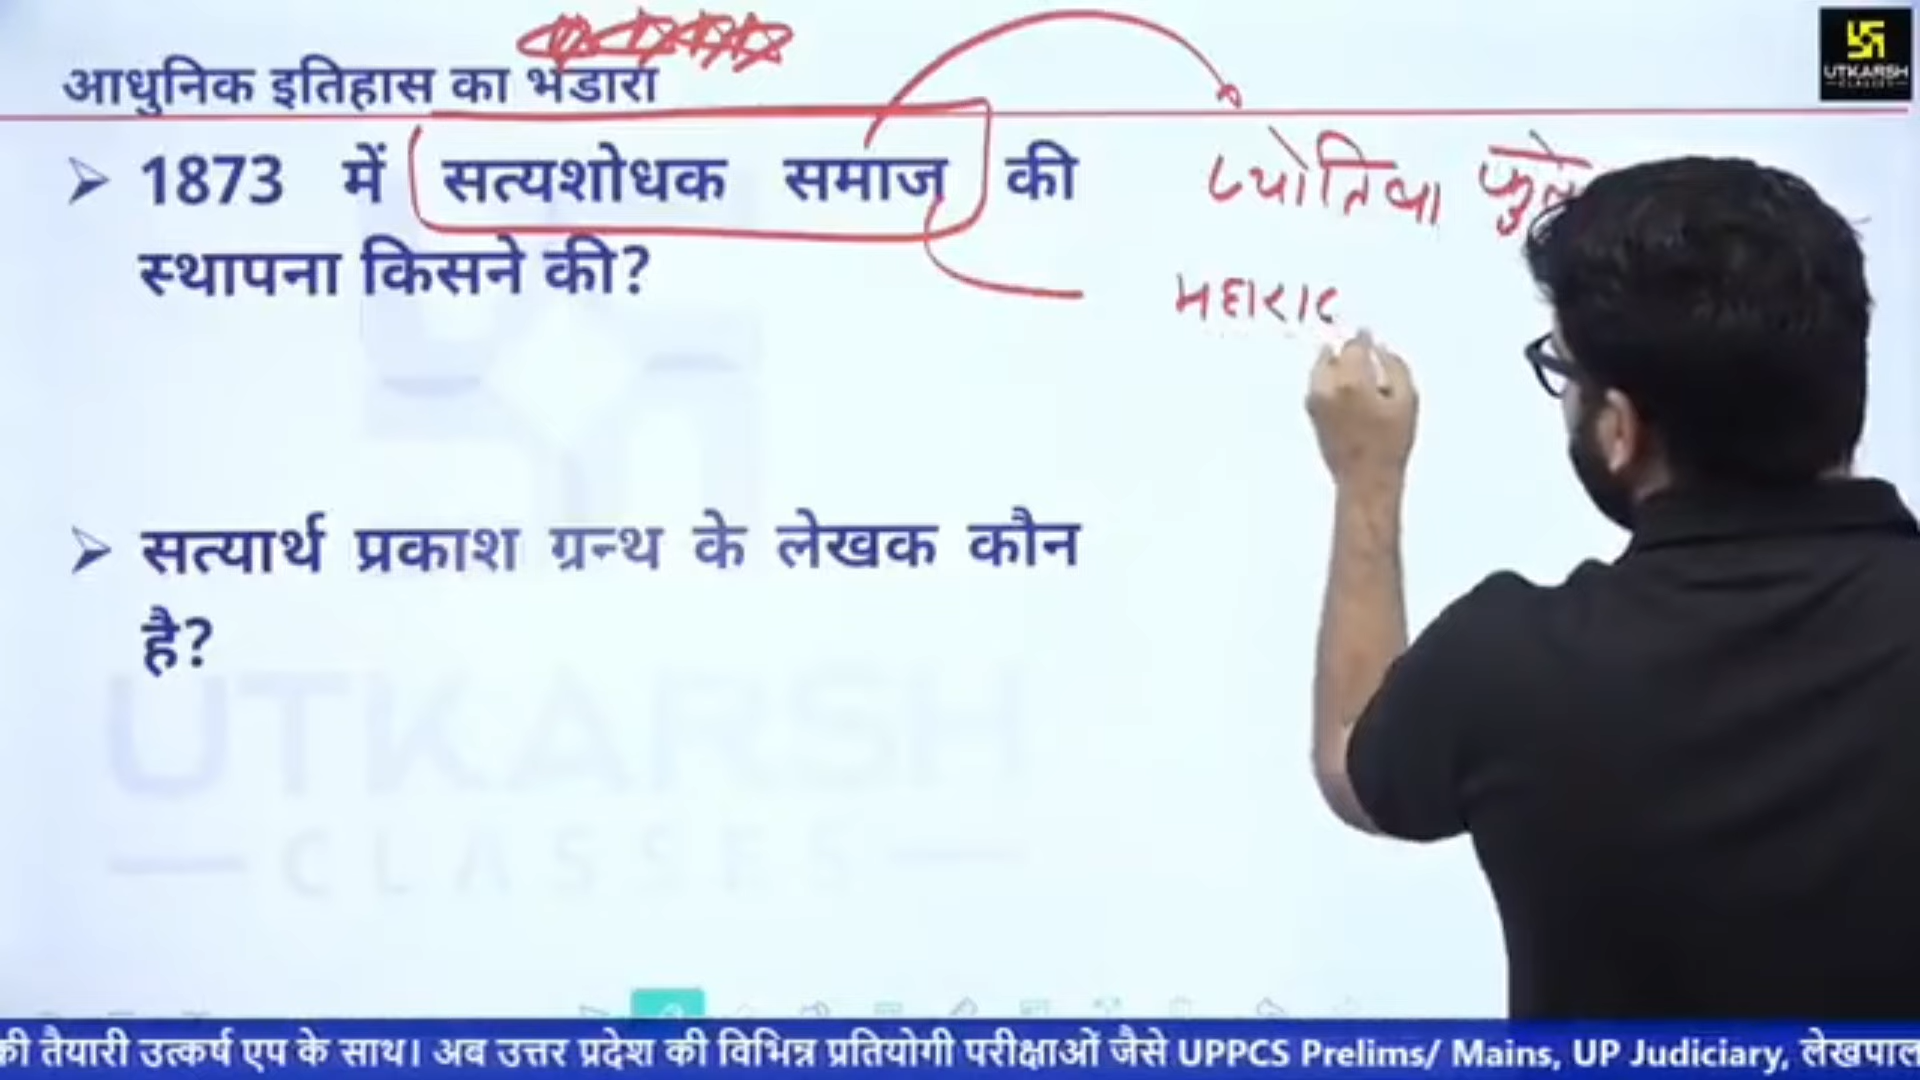 आधुनिक इतिहास का भंडारा
UTKARSH
CLASSES
➢ 1873 में सत्यशोधक समाज की
स्थापना किसने की?
ज्योतिबा फुले
महारा
➢ सत्यार्थ प्रकाश ग्रन्थ के लेखक कौन
है?
UTKARSH
CLASSES
की तैयारी उत्कर्ष एप के साथ। अब उत्तर प्रदेश की विभिन्न प्रतियोगी परीक्षाओं जैसे UPPCS Prelims/ Mains, UP Judiciary, लेखपाल